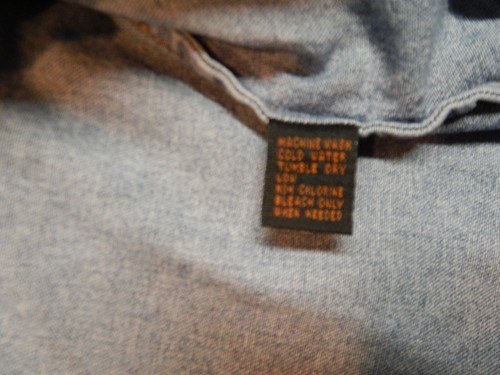 MACHINE WASH
COLD WATER
TUMBLE DRY
LOW
NON CHLORINE
BLEACH ONLY
WHEN NEEDED